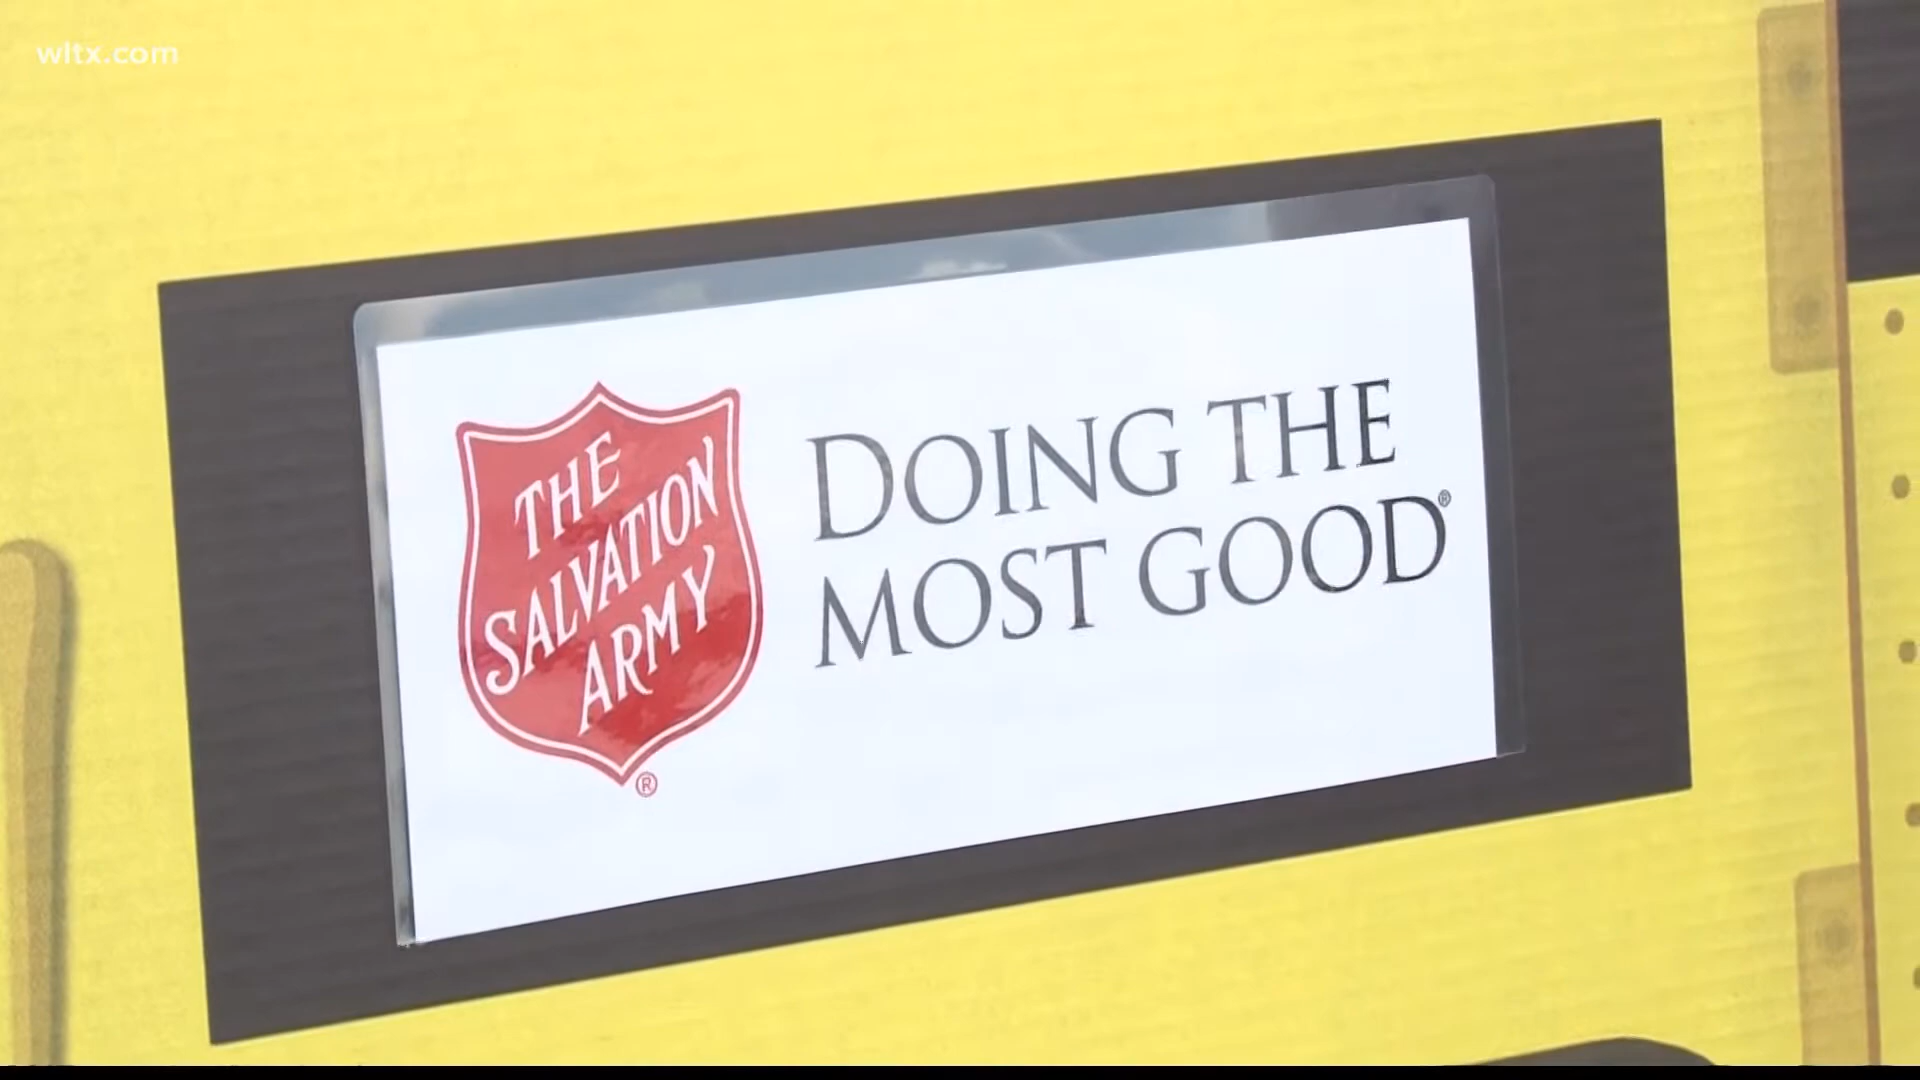 wltx.com
THE
SALVATION
ARMY
®
DOING THE
MOST GOOD®